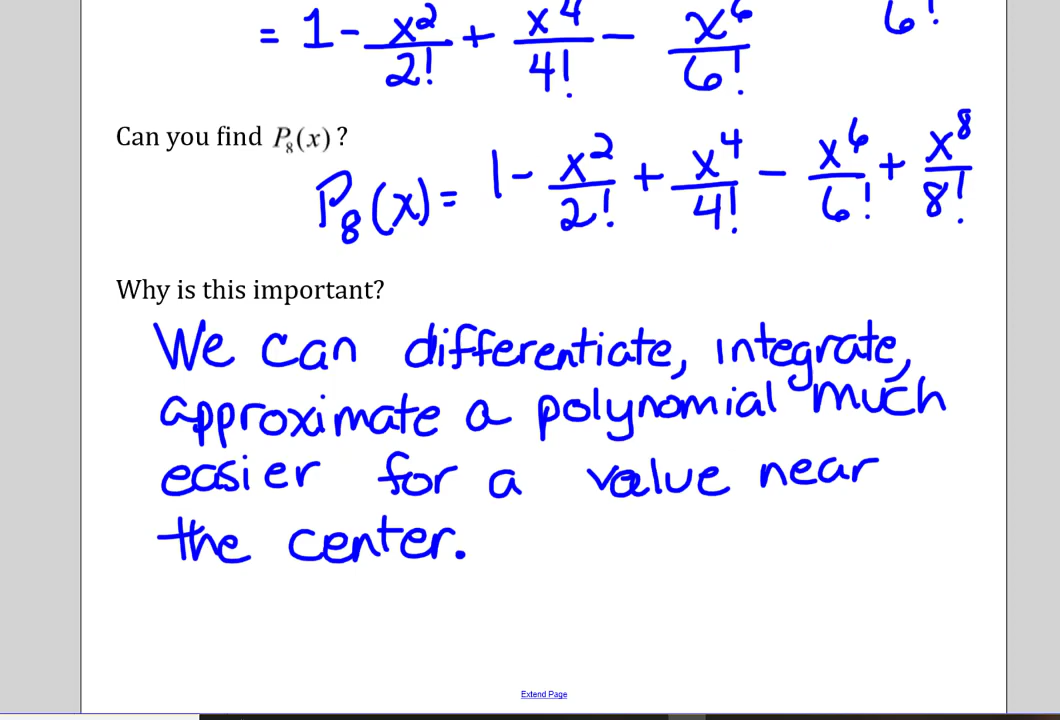 = 1 - x²/2! + x⁴/4! - x⁶/6! 6!
Can you find P₈(x) ?
P₈(x) = 1 - x²/2! + x⁴/4! - x⁶/6! + x⁸/8!
Why is this important?
We can differentiate, integrate,
approximate a polynomial much
easier for a value near
the center.
Extend Page